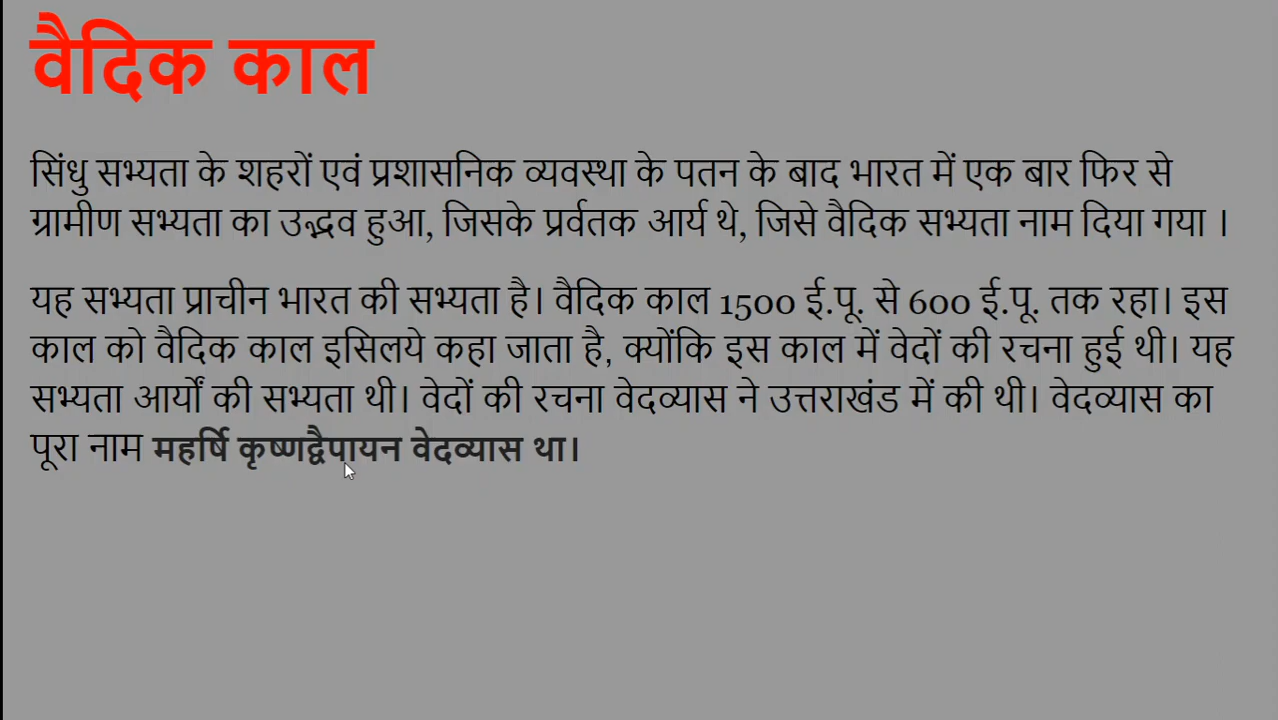 वैदिक काल
सिंधु सभ्यता के शहरों एवं प्रशासनिक व्यवस्था के पतन के बाद भारत में एक बार फिर से
ग्रामीण सभ्यता का उद्भव हुआ, जिसके प्रर्वतक आर्य थे, जिसे वैदिक सभ्यता नाम दिया गया ।
यह सभ्यता प्राचीन भारत की सभ्यता है। वैदिक काल 1500 ई.पू. से 600 ई.पू. तक रहा। इस
काल को वैदिक काल इसिलये कहा जाता है, क्योंकि इस काल में वेदों की रचना हुई थी। यह
सभ्यता आर्यों की सभ्यता थी। वेदों की रचना वेदव्यास ने उत्तराखंड में की थी। वेदव्यास का
पूरा नाम महर्षि कृष्णद्वैपायन वेदव्यास था।